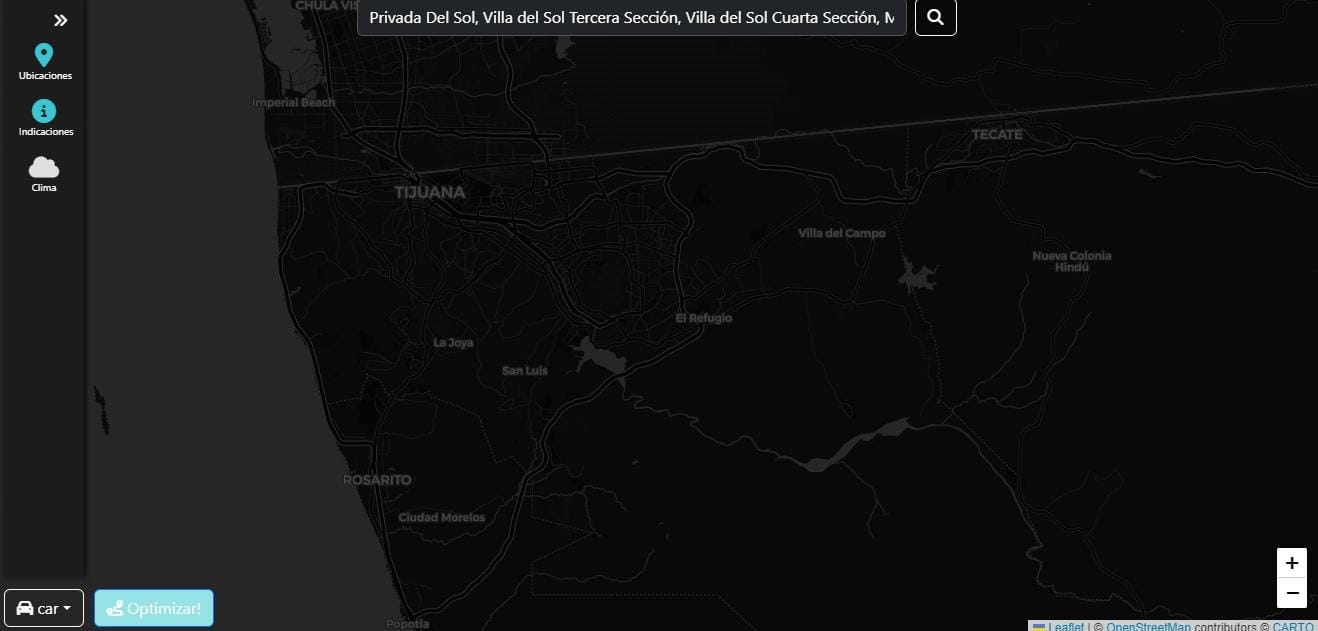 CHULA VIS
Privada Del Sol, Villa del Sol Tercera Sección, Villa del Sol Cuarta Sección, M
Ubicaciones
Imperial Beach
Indicaciones
TECATE
Clima
TIJUANA
Villa del Campo
Nueva Colonia
Hindú
El Refugio
La Joya
San Luis
ROSARITO
Ciudad Morelos
+
−
car
Optimizar!
Popotla
Leaflet | © OpenStreetMap contributors © CARTO